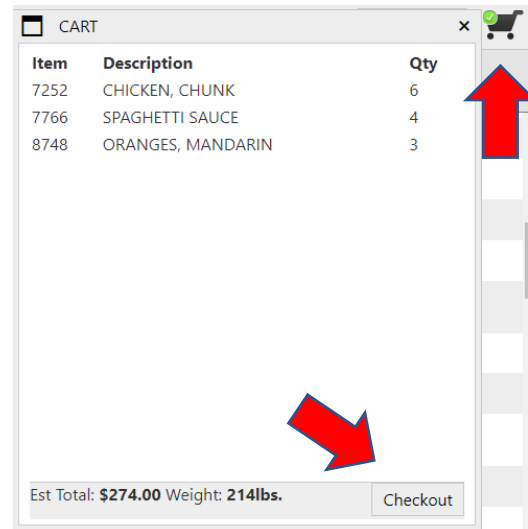 CART ×
Item Description Qty
7252 CHICKEN, CHUNK 6
7766 SPAGHETTI SAUCE 4
8748 ORANGES, MANDARIN 3
Est Total: $274.00 Weight: 214lbs. Checkout